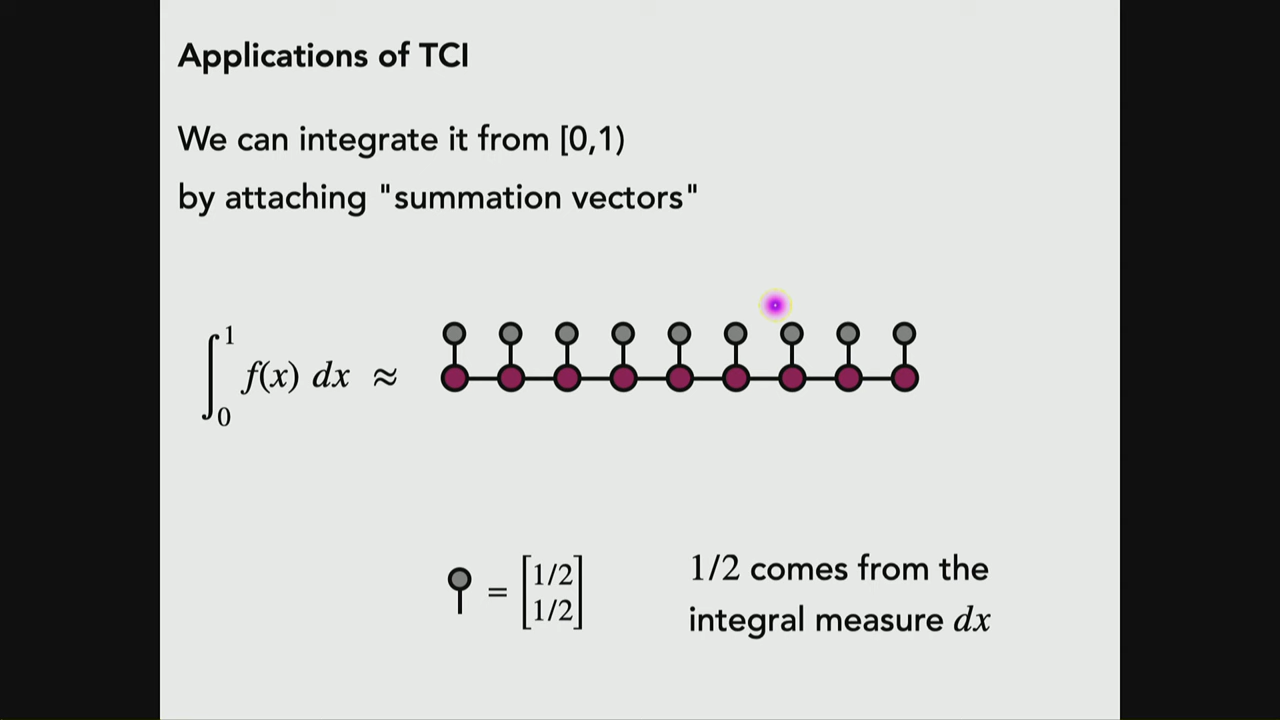 Applications of TCI
We can integrate it from [0,1)
by attaching "summation vectors"
∫₀¹ f(x) dx ≈
= [1/2
1/2]
1/2 comes from the
integral measure dx